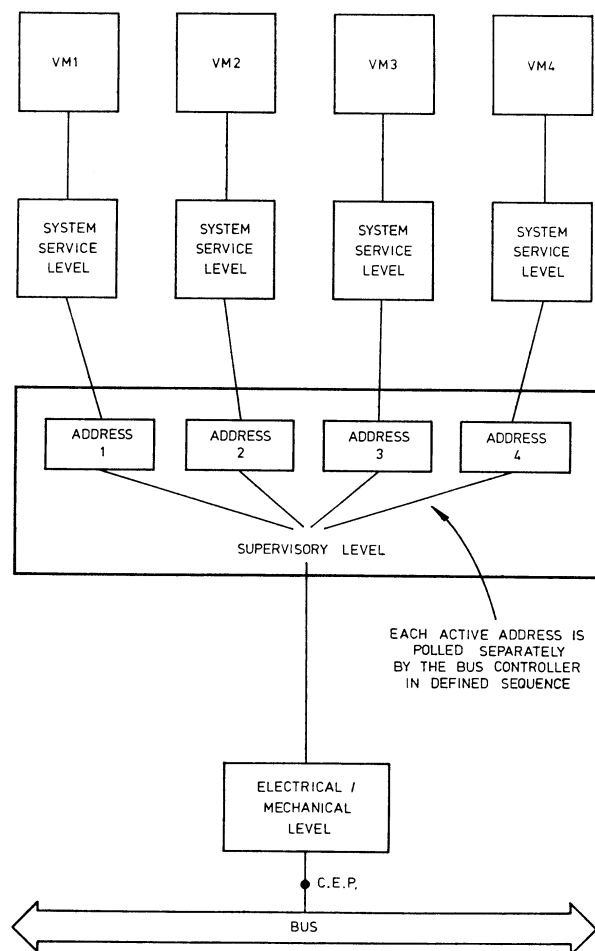 VM1
VM2
VM3
VM4
SYSTEM
SERVICE
LEVEL
SYSTEM
SERVICE
LEVEL
SYSTEM
SERVICE
LEVEL
SYSTEM
SERVICE
LEVEL
ADDRESS
1
ADDRESS
2
ADDRESS
3
ADDRESS
4
SUPERVISORY LEVEL
EACH ACTIVE ADDRESS IS
POLLED SEPARATELY
BY THE BUS CONTROLLER
IN DEFINED SEQUENCE
ELECTRICAL /
MECHANICAL
LEVEL
C.E.P.
BUS